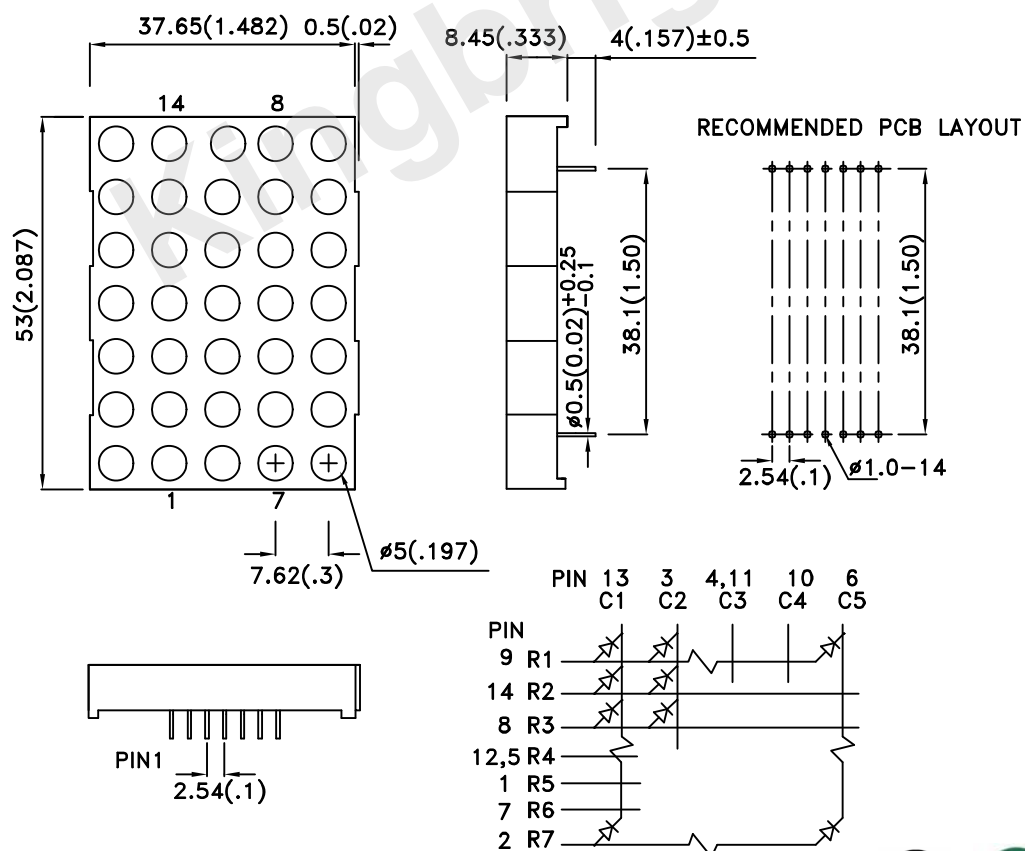 37.65(1.482) 0.5(.02)
8.45(.333) 4(.157)±0.5
14 8
RECOMMENDED PCB LAYOUT
53(2.087)
ø0.5(0.02)+0.25
-0.1
38.1(1.50)
38.1(1.50)
2.54(.1) ø1.0-14
1 7
7.62(.3)
ø5(.197)
PIN1
2.54(.1)
PIN 13 3 4,11 10 6
C1 C2 C3 C4 C5
PIN
9 R1
14 R2
8 R3
12,5 R4
1 R5
7 R6
2 R7